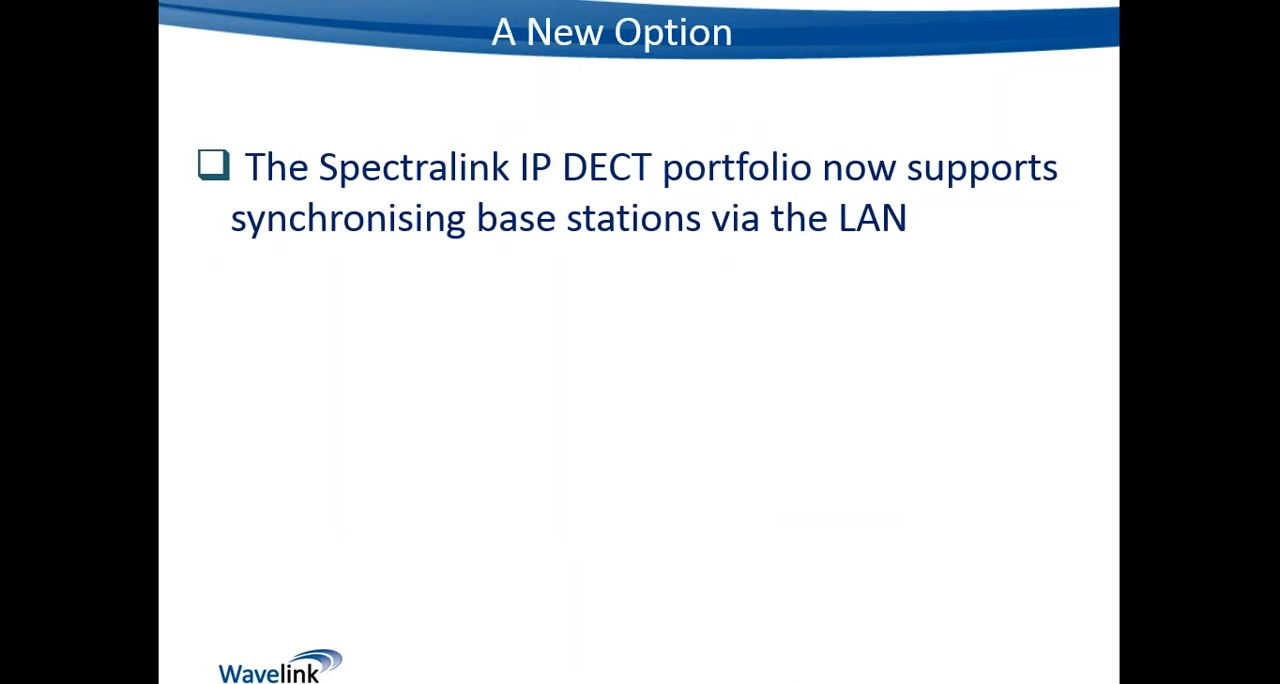 A New Option
The Spectralink IP DECT portfolio now supports
synchronising base stations via the LAN
Wavelink